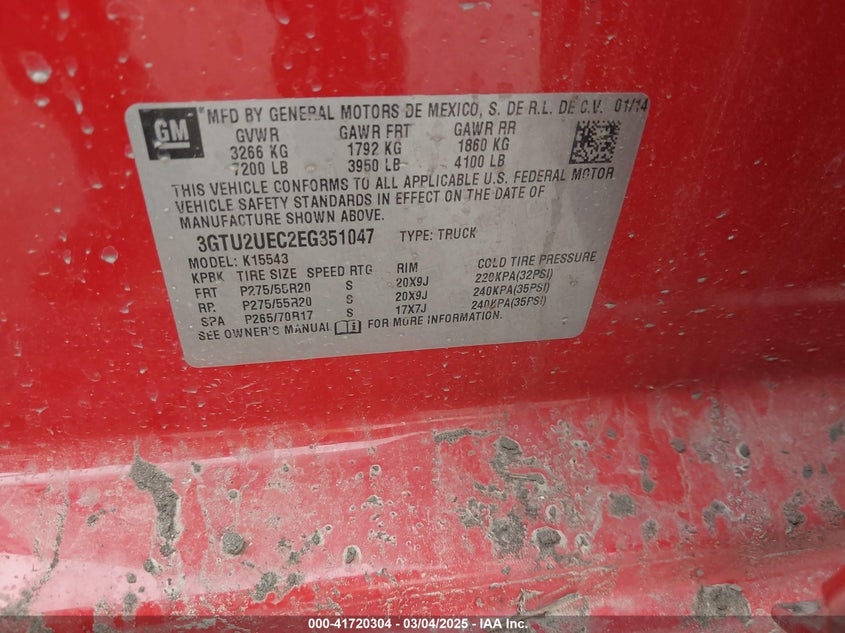 GM
*MFD BY GENERAL MOTORS DE MEXICO, S. DE R.L. DE C.V. 01/14
GVWR GAWR FRT GAWR RR
3266 KG 1792 KG 1860 KG
7200 LB 3950 LB 4100 LB
THIS VEHICLE CONFORMS TO ALL APPLICABLE U.S. FEDERAL MOTOR
VEHICLE SAFETY STANDARDS IN EFFECT ON THE DATE OF
MANUFACTURE SHOWN ABOVE.
3GTU2UEC2EG351047 TYPE: TRUCK
MODEL: K15543
TIRE SIZE SPEED RTG RIM COLD TIRE PRESSURE
FRT P275/55R20 S 20X9J 220KPA(32PSI)
RR P275/55R20 S 20X9J 240KPA(35PSI)
SPA P265/70R17 S 17X7J 240KPA(35PSI)
SEE OWNER'S MANUAL FOR MORE INFORMATION.
000-41720304 — 03/04/2025 — IAA Inc.